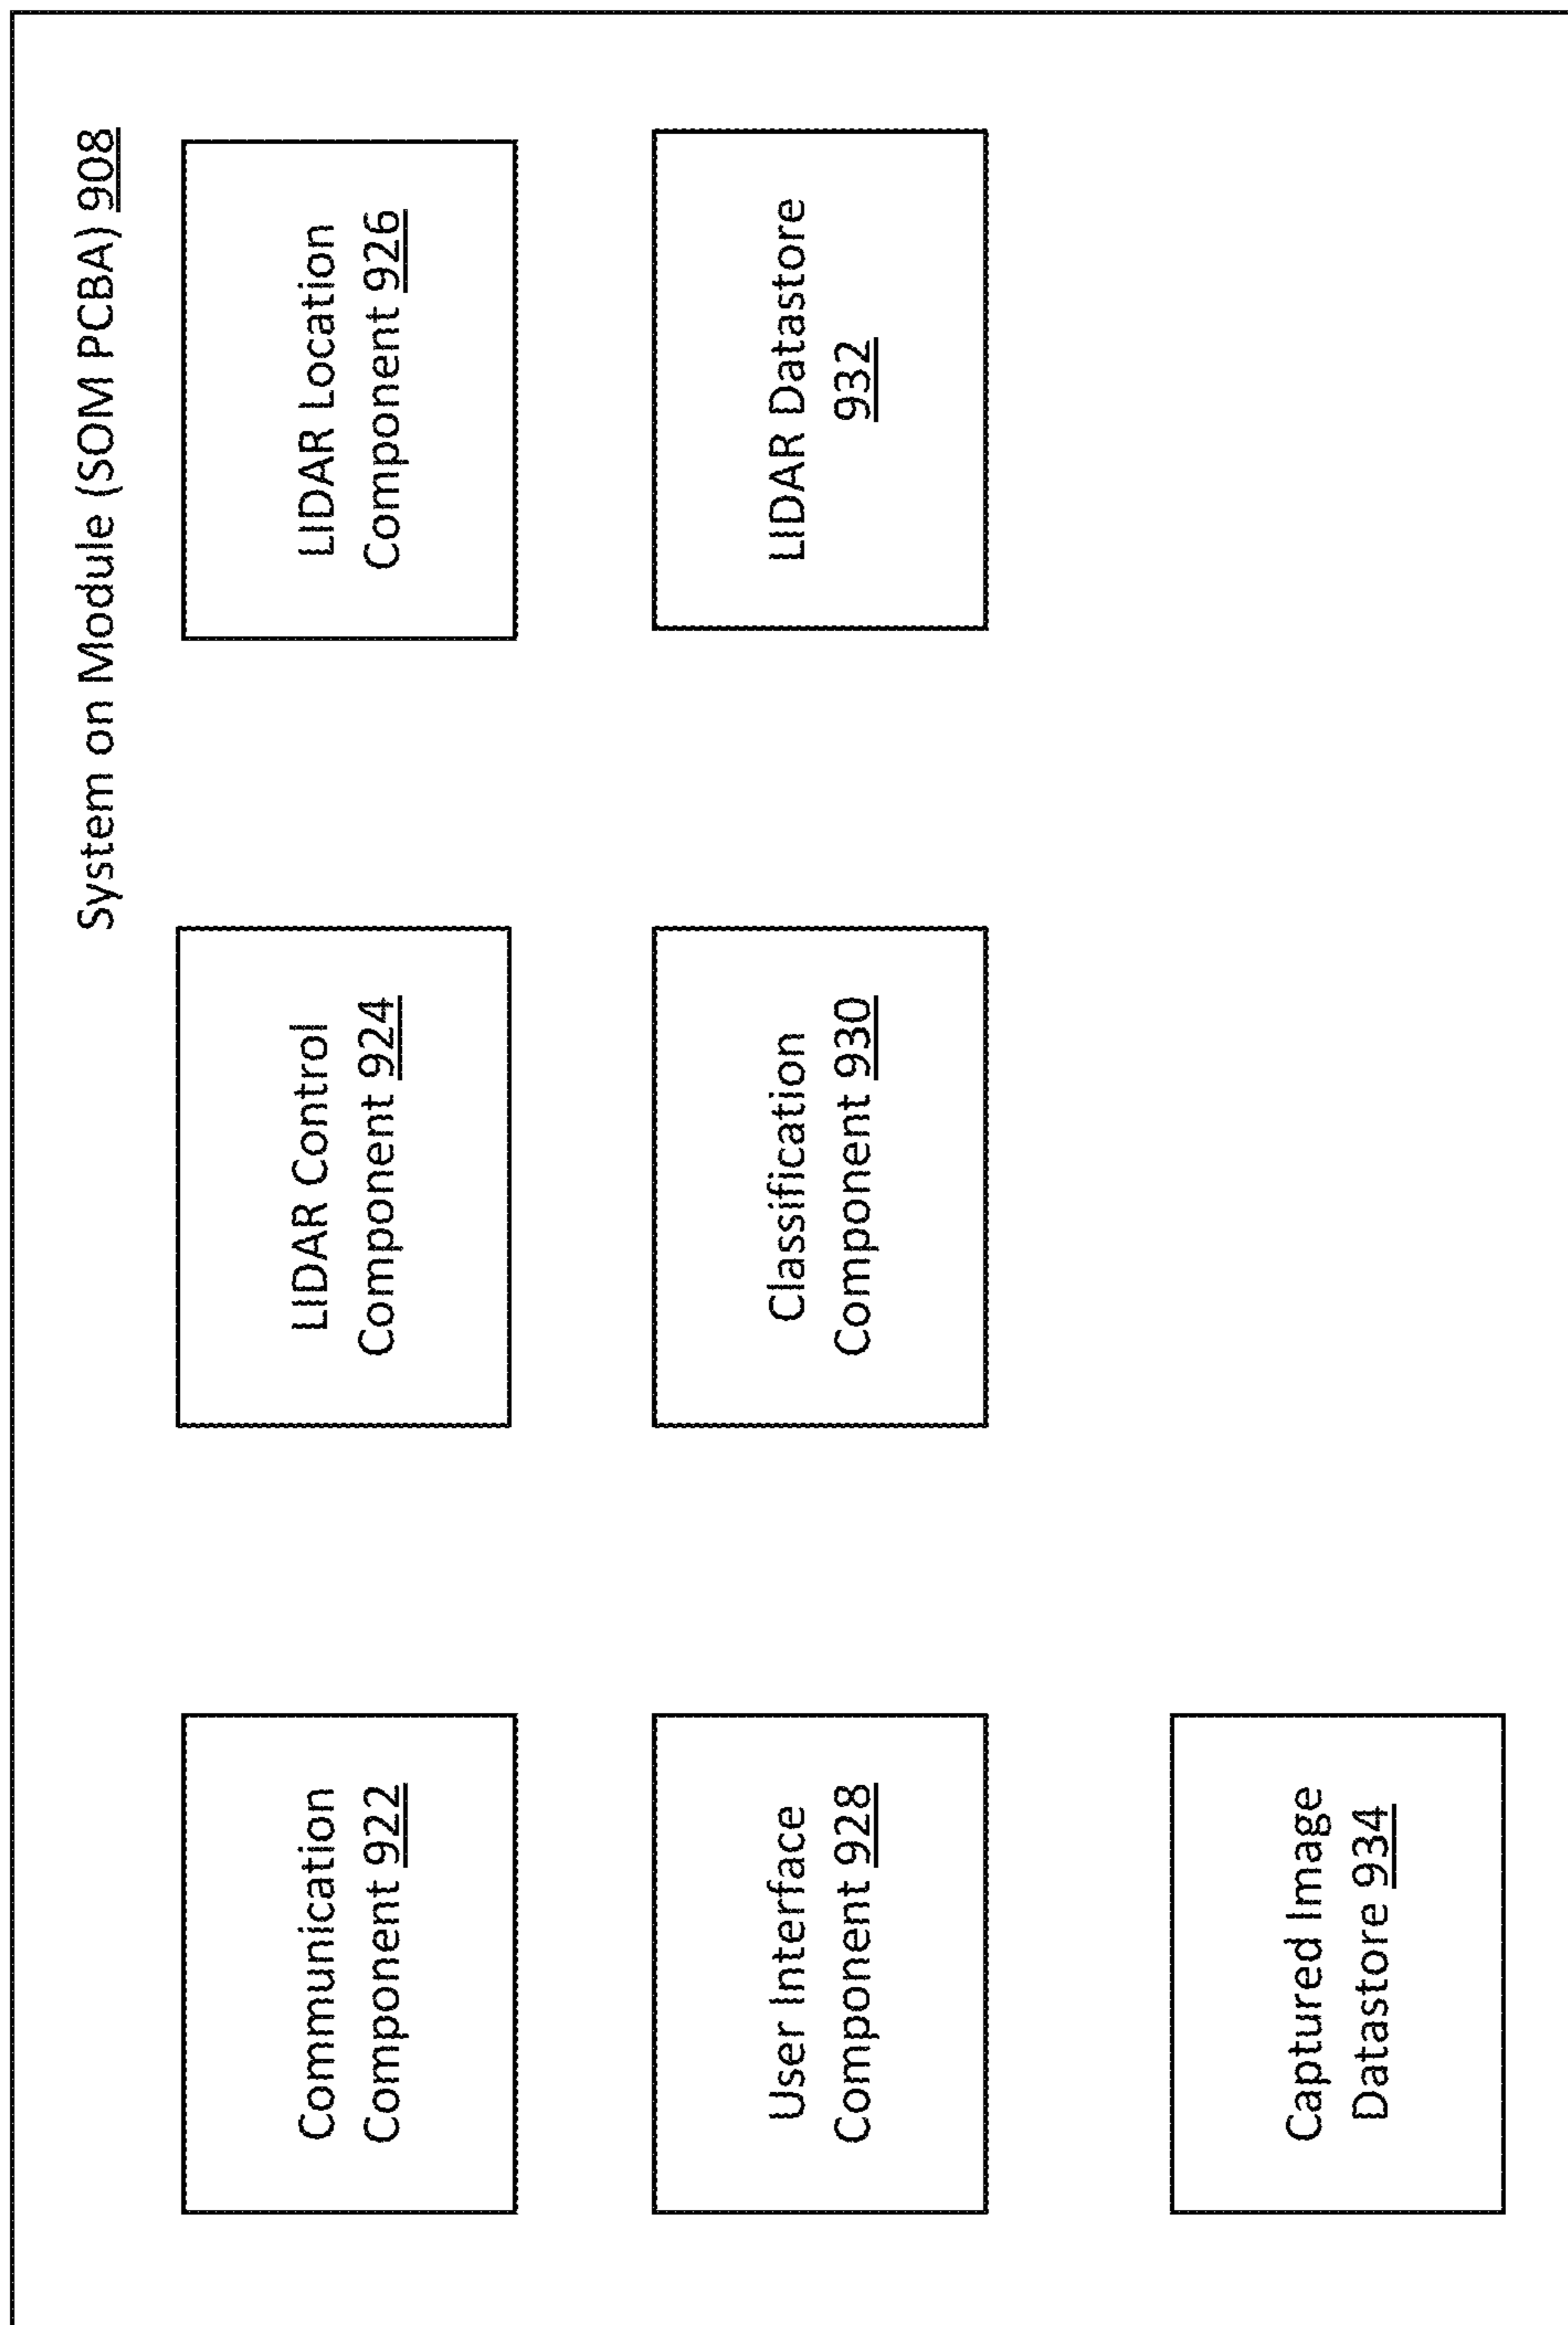 System on Module (SOM PCBA) 908
Communication
Component 922
LIDAR Control
Component 924
LIDAR Location
Component 926
User Interface
Component 928
Classification
Component 930
LIDAR Datastore
932
Captured Image
Datastore 934